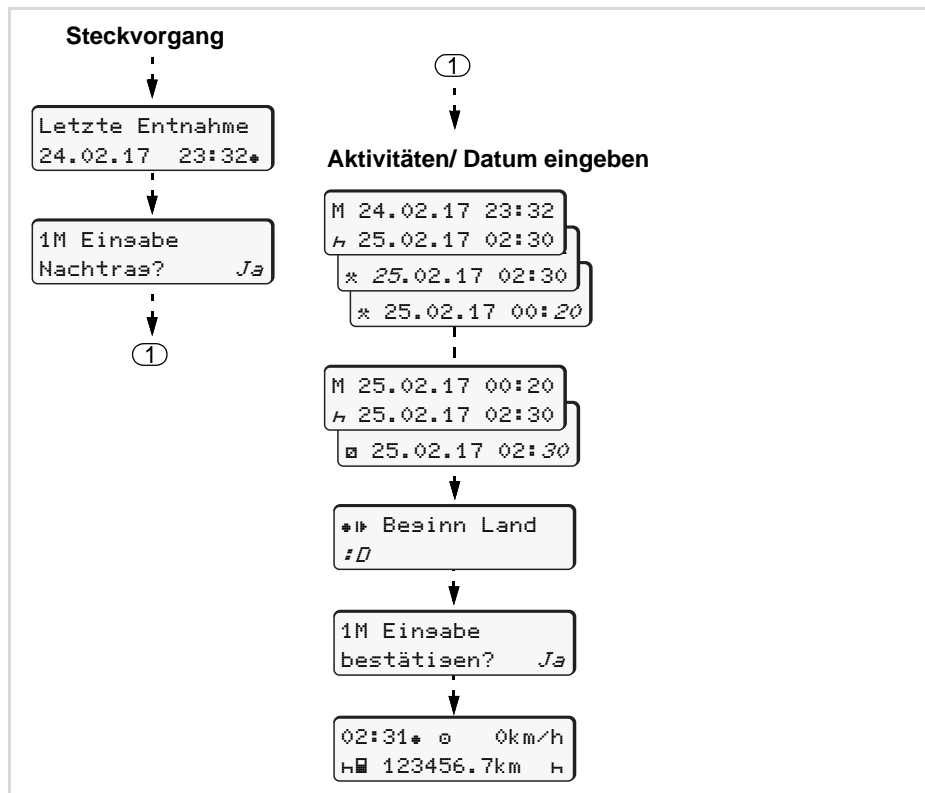 Steckvorgang
Letzte Entnahme
24.02.17 23:32
1M Eingabe
Nachtrag? Ja
1
1
Aktivitäten/ Datum eingeben
M 24.02.17 23:32
25.02.17 02:30
25.02.17 02:30
25.02.17 00:20
M 25.02.17 00:20
25.02.17 02:30
25.02.17 02:30
Beginn Land
:D
1M Eingabe
bestätigen? Ja
02:31 0km/h
123456.7km